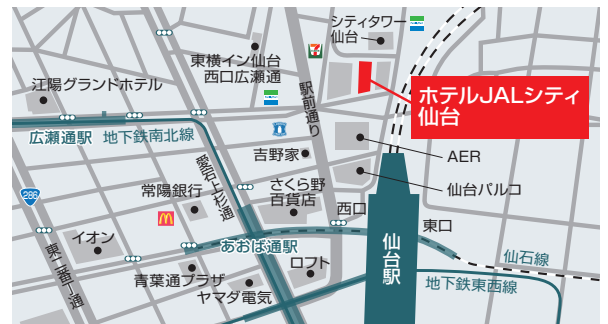 シティタワー
仙台
東横イン仙台
西口広瀬通
駅前通り
江陽グランドホテル
ホテルJALシティ
仙台
広瀬通駅
地下鉄南北線
愛宕上杉通
吉野家
AER
286
常陽銀行
さくら野
百貨店
仙台パルコ
西口
東口
イオン
あおば通駅
仙台駅
仙石線
東二番丁通
青葉通プラザ
ロフト
地下鉄東西線
ヤマダ電気